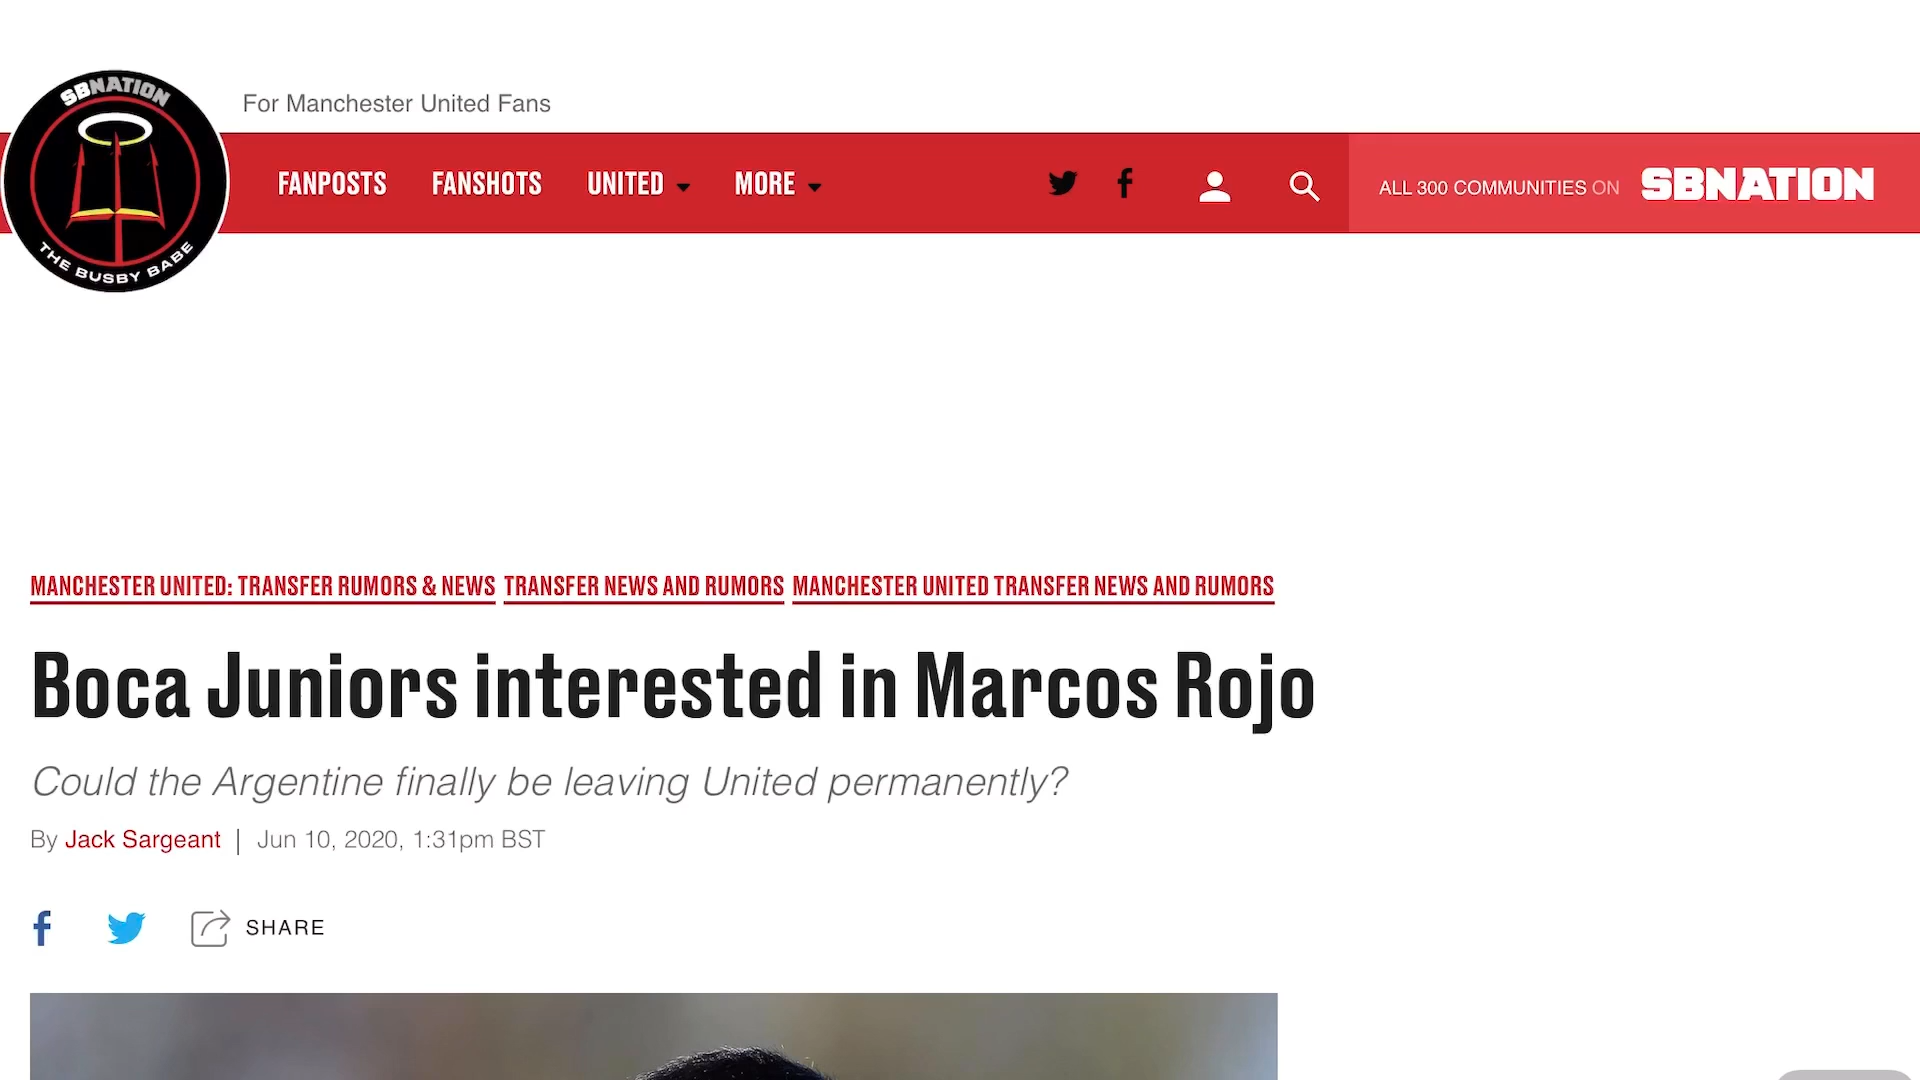 SBNATION
THE BUSBY BABE
For Manchester United Fans
FANPOSTS FANSHOTS UNITED MORE ALL 300 COMMUNITIES ON SBNATION
MANCHESTER UNITED: TRANSFER RUMORS & NEWS TRANSFER NEWS AND RUMORS MANCHESTER UNITED TRANSFER NEWS AND RUMORS
Boca Juniors interested in Marcos Rojo
Could the Argentine finally be leaving United permanently?
By Jack Sargeant | Jun 10, 2020, 1:31pm BST
SHARE